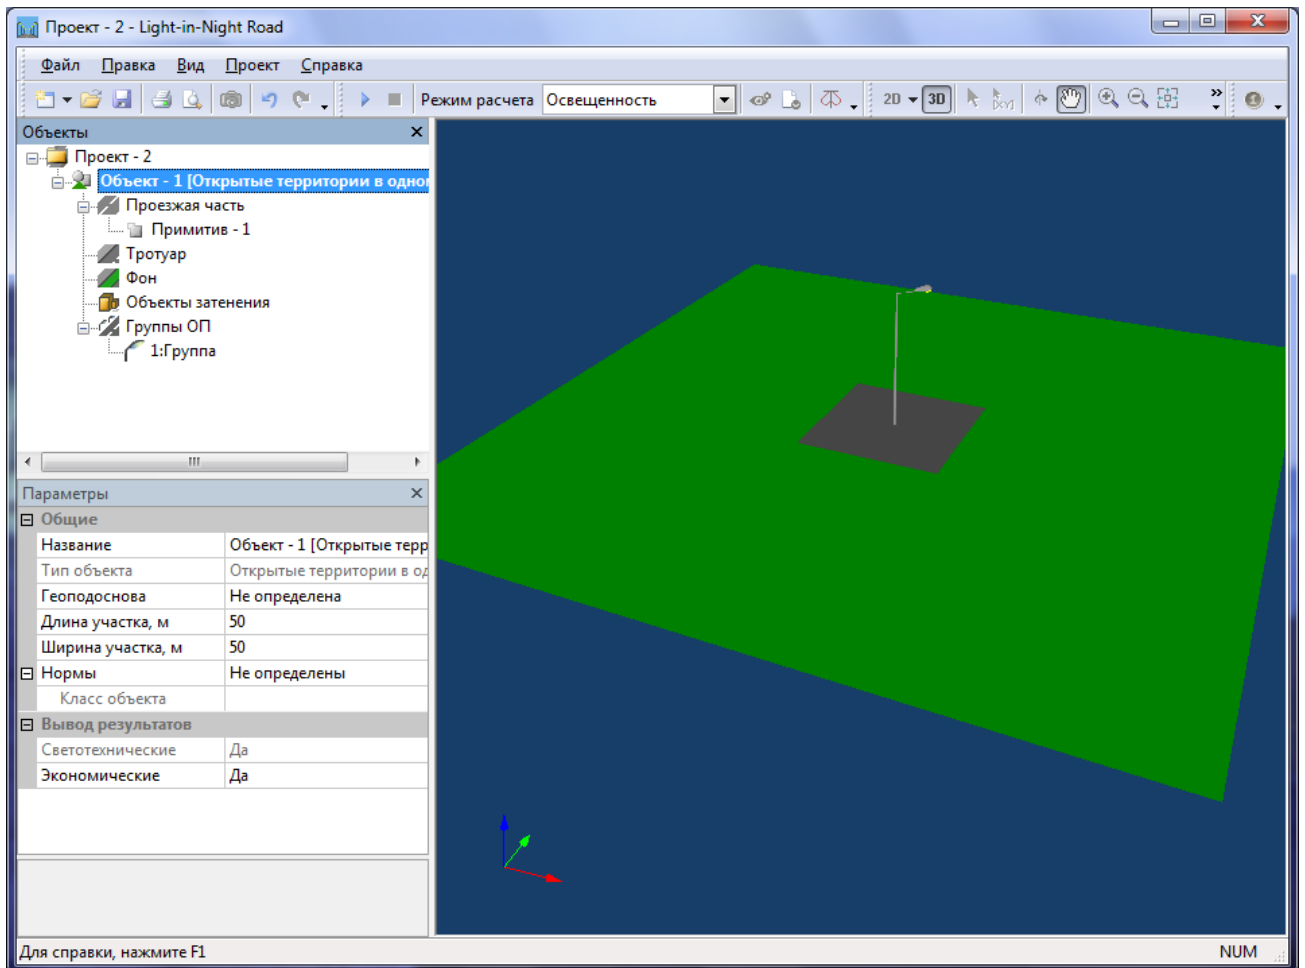 Проект - 2 - Light-in-Night Road
Файл Правка Вид Проект Справка
Режим расчета Освещенность 2D 3D
Объекты
Проект - 2
Объект - 1 [Открытые территории в одно
Проезжая часть
Примитив - 1
Тротуар
Фон
Объекты затенения
Группы ОП
1:Группа
Параметры
Общие
Название Объект - 1 [Открытые терр
Тип объекта Открытые территории в од
Геоподоснова Не определена
Длина участка, м 50
Ширина участка, м 50
Нормы Не определены
Класс объекта
Вывод результатов
Светотехнические Да
Экономические Да
Для справки, нажмите F1 NUM